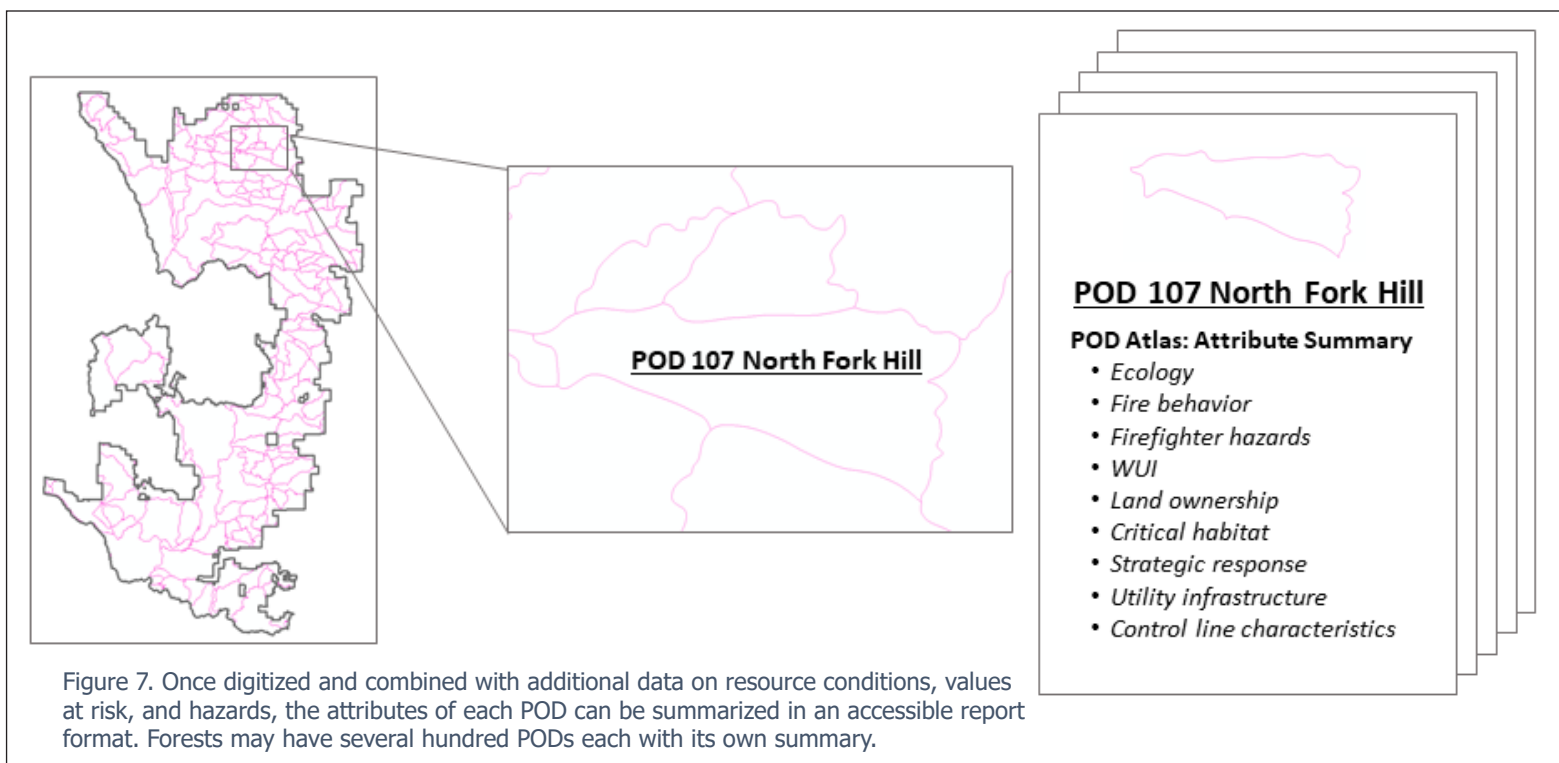 POD 107 North Fork Hill
POD 107 North Fork Hill
POD Atlas: Attribute Summary
• Ecology
• Fire behavior
• Firefighter hazards
• WUI
• Land ownership
• Critical habitat
• Strategic response
• Utility infrastructure
• Control line characteristics
Figure 7. Once digitized and combined with additional data on resource conditions, values
at risk, and hazards, the attributes of each POD can be summarized in an accessible report
format. Forests may have several hundred PODs each with its own summary.